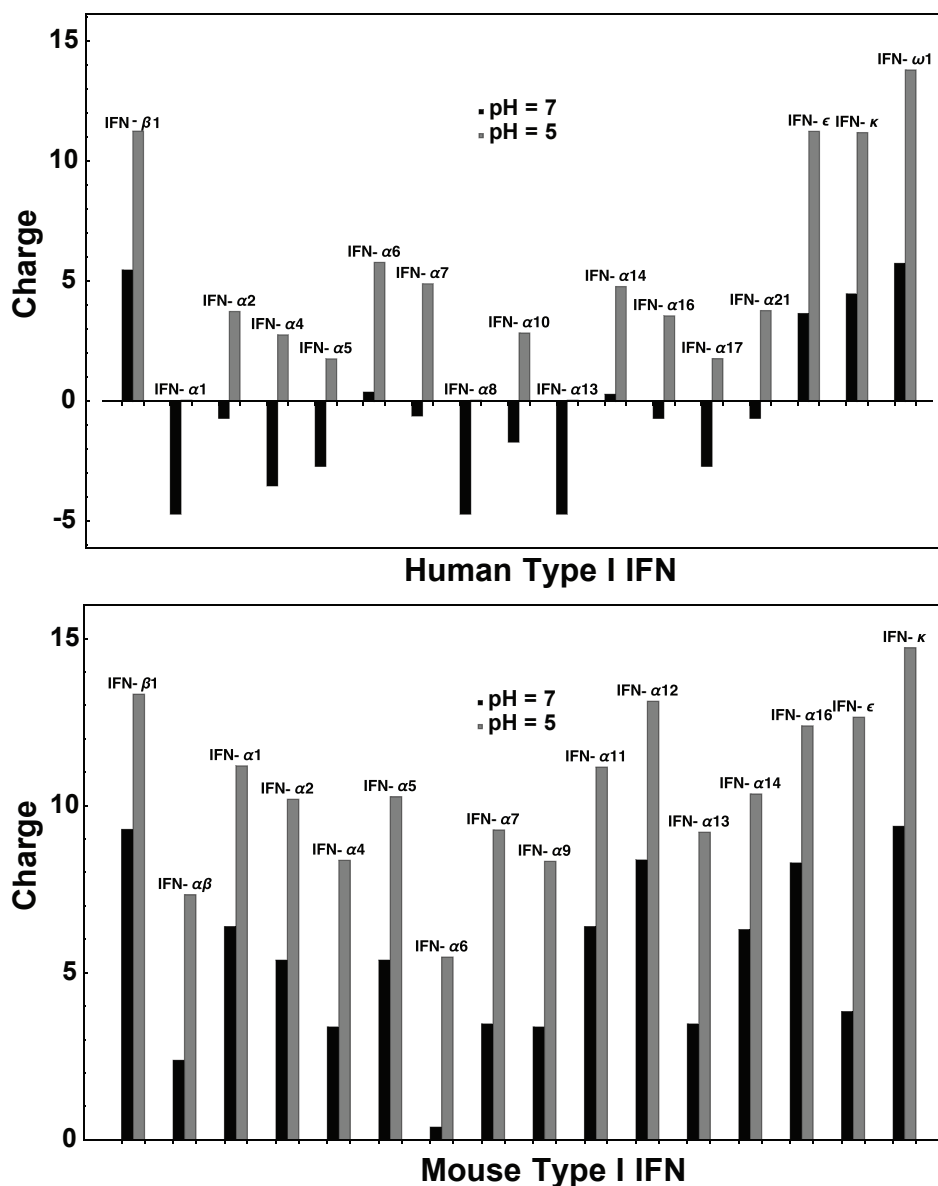 15
IFN- ω1
pH = 7
pH = 5
IFN- β1
IFN- ϵ
IFN- κ
10
Charge
IFN- α6
IFN- α7
IFN- α14
5
IFN- α2
IFN- α4
IFN- α5
IFN- α10
IFN- α16
IFN- α17
IFN- α21
0
IFN- α1
IFN- α8
IFN- α13
-5
Human Type I IFN
15
IFN- κ
IFN- β1
pH = 7
pH = 5
IFN- α12
IFN- α16
IFN- ϵ
IFN- α1
IFN- α2
IFN- α5
IFN- α11
IFN- α14
10
Charge
IFN- α4
IFN- α7
IFN- α9
IFN- α13
IFN- αβ
IFN- α6
5
0
Mouse Type I IFN